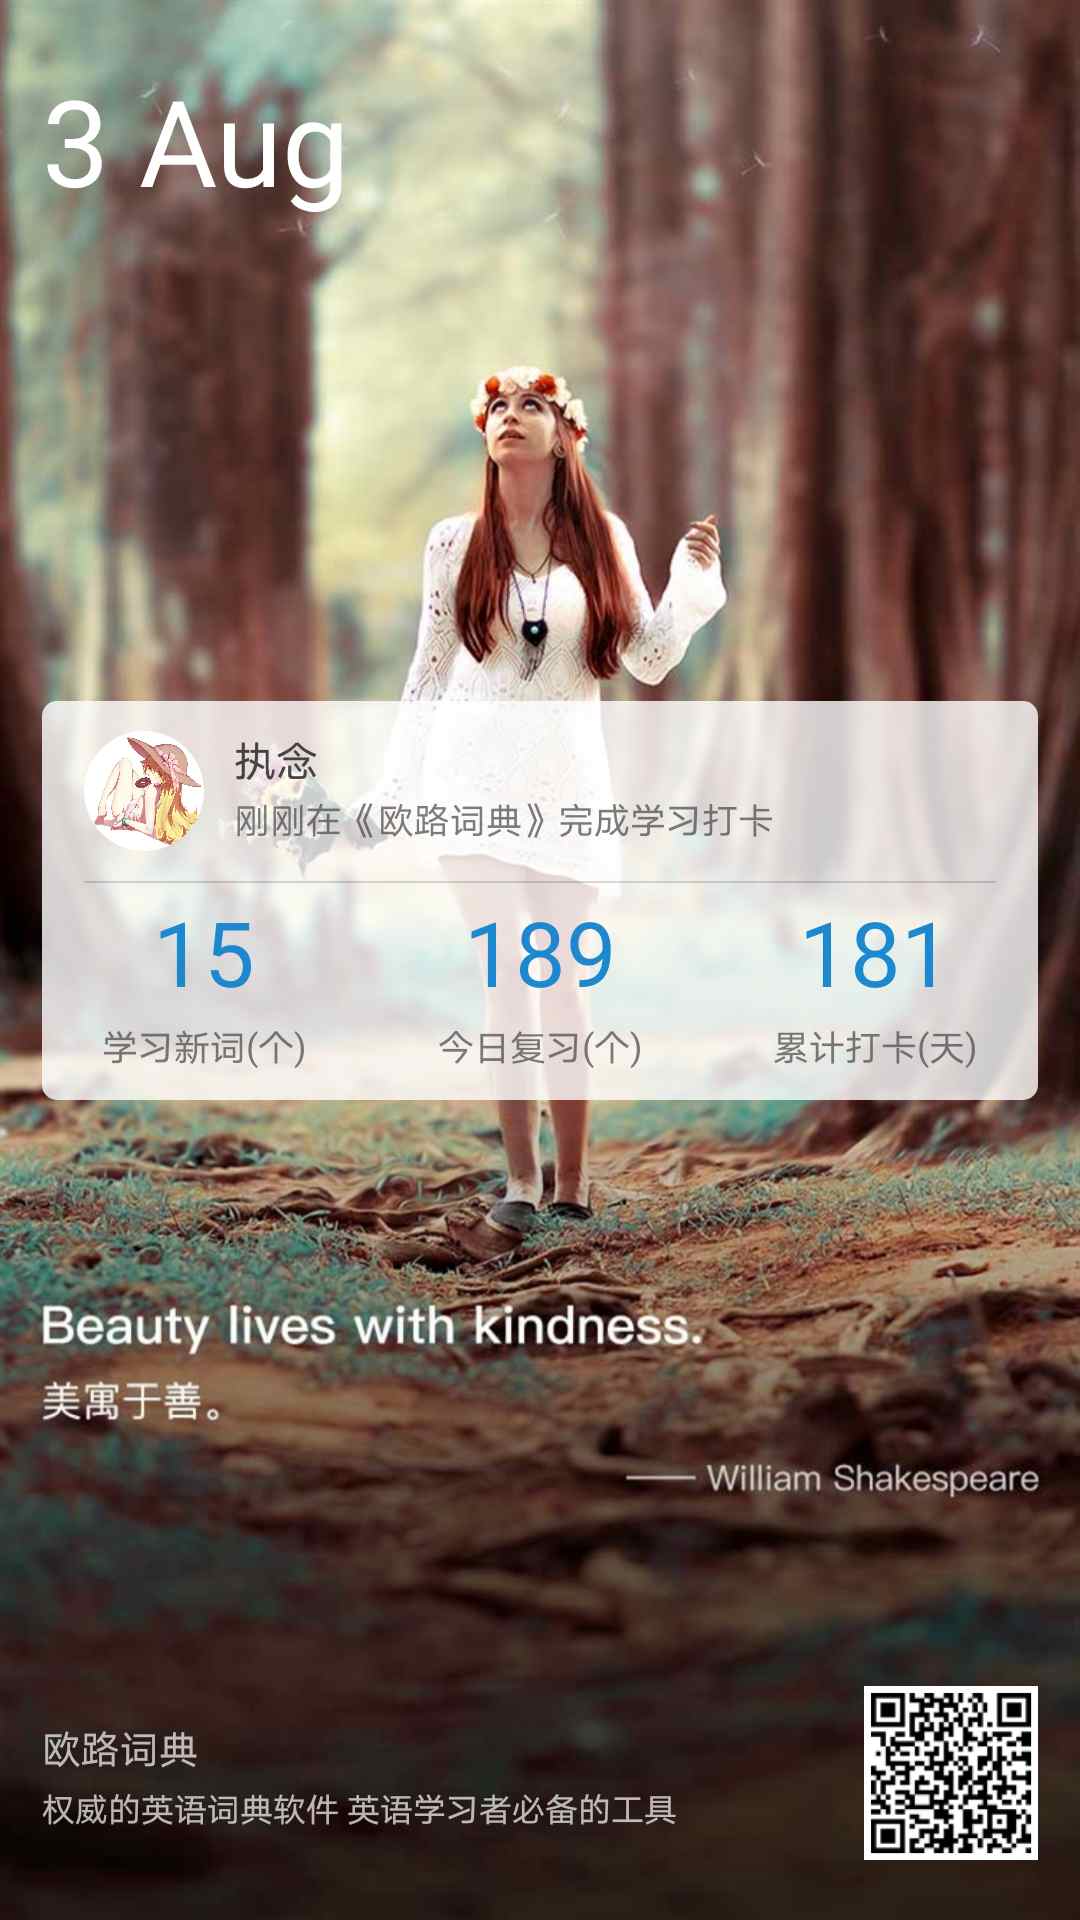 3 Aug
执念
刚刚在《欧路词典》完成学习打卡
15 189 181
学习新词(个) 今日复习(个) 累计打卡(天)
Beauty lives with kindness.
美寓于善。
—— William Shakespeare
欧路词典
权威的英语词典软件 英语学习者必备的工具